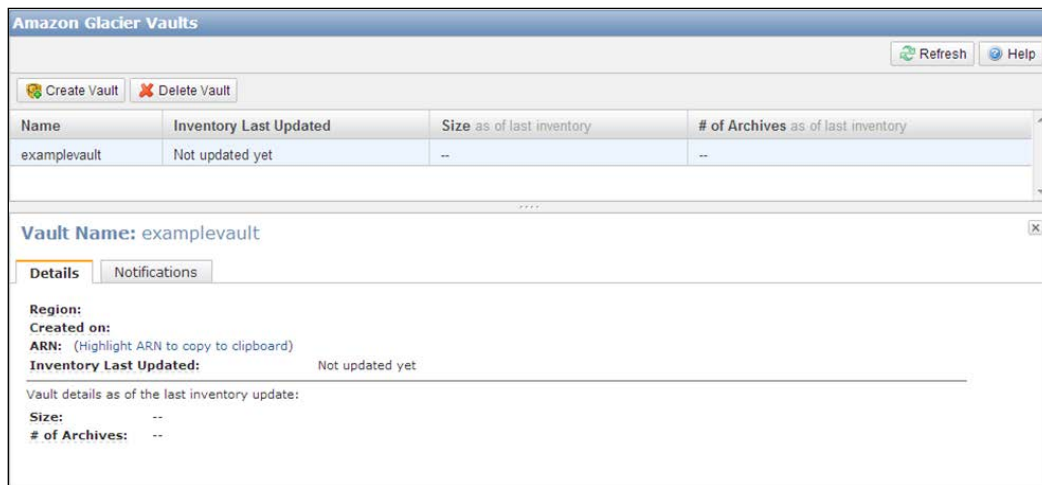 Amazon Glacier Vaults
Refresh Help
Create Vault Delete Vault
Name Inventory Last Updated Size as of last inventory # of Archives as of last inventory
examplevault Not updated yet -- --
Vault Name: examplevault
Details Notifications
Region:
Created on:
ARN: (Highlight ARN to copy to clipboard)
Inventory Last Updated: Not updated yet
Vault details as of the last inventory update:
Size: --
# of Archives: --